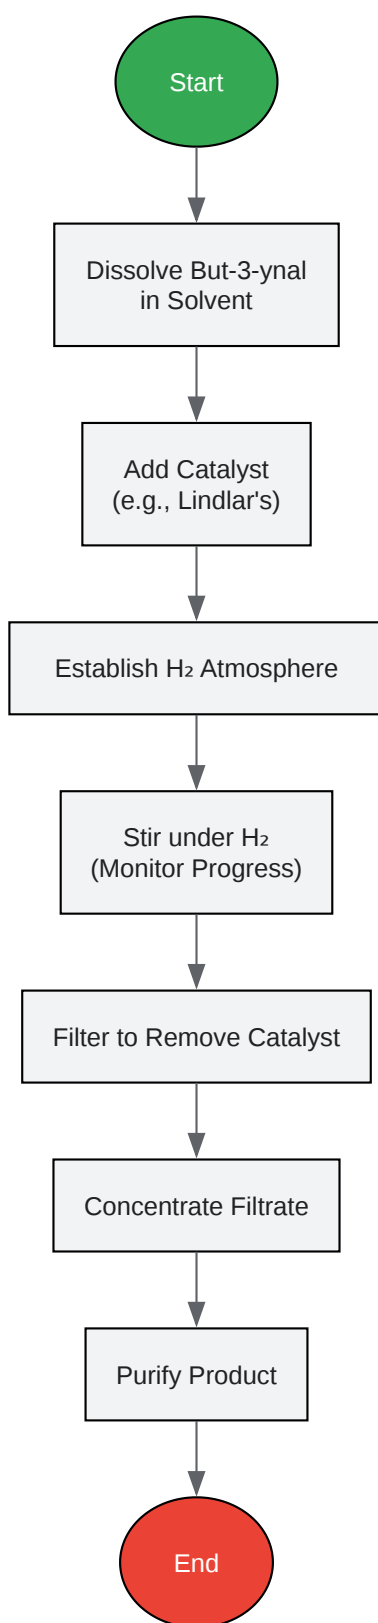 Start
Dissolve But-3-ynal
in Solvent
Add Catalyst
(e.g., Lindlar's)
Establish H₂ Atmosphere
Stir under H₂
(Monitor Progress)
Filter to Remove Catalyst
Concentrate Filtrate
Purify Product
End